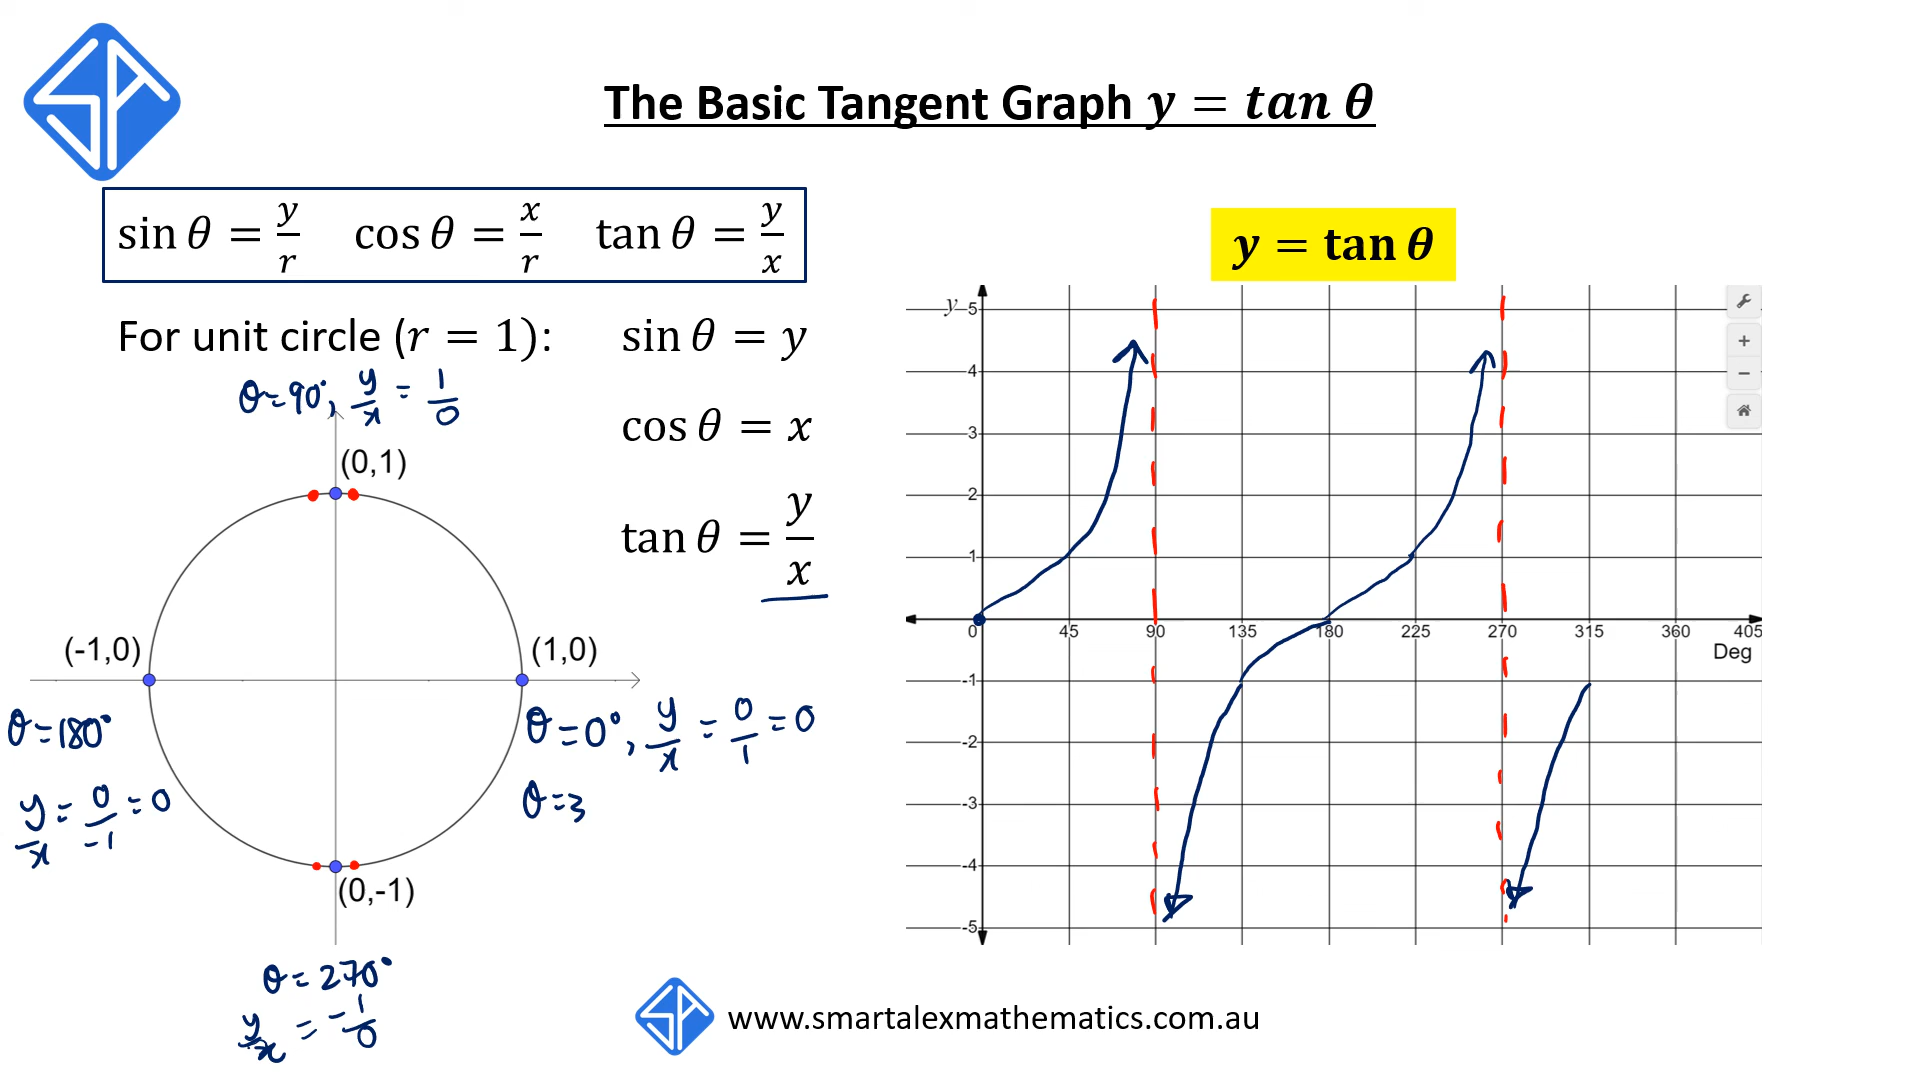 The Basic Tangent Graph y = tan θ
sin θ = y/r cos θ = x/r tan θ = y/x
y = tan θ
For unit circle (r = 1): sin θ = y
θ = 90°, y/x = 1/0
cos θ = x
(0,1)
tan θ = y/x
(-1,0)
(1,0)
θ = 180°
θ = 0°, y/x = 0/1 = 0
y/x = 0/-1 = 0
θ = 3
(0,-1)
θ = 270°
y/x = -1/0
y
5
4
3
2
1
0 45 90 135 180 225 270 315 360 405
Deg
-1
-2
-3
-4
-5
+
−
www.smartalexmathematics.com.au